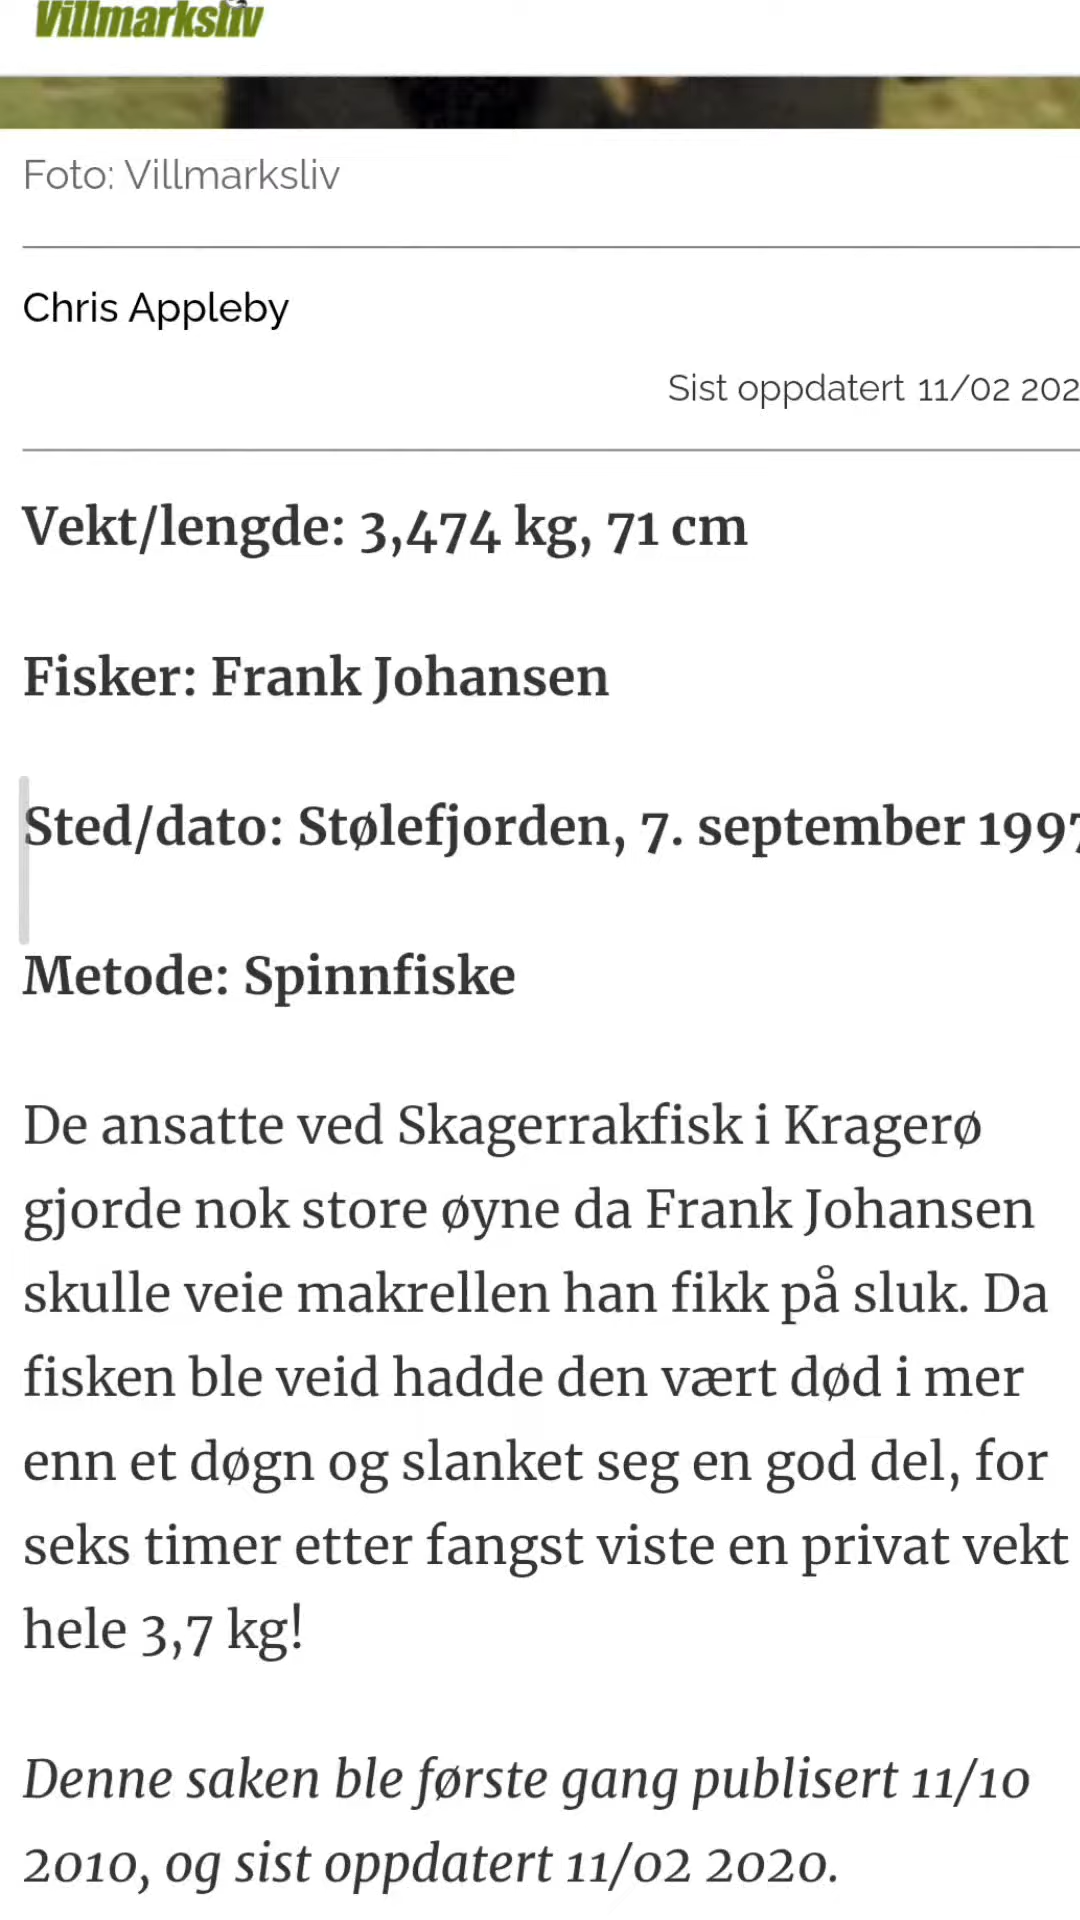 Villmarksliv
Foto: Villmarksliv
Chris Appleby
Sist oppdatert 11/02 202
Vekt/lengde: 3,474 kg, 71 cm
Fisker: Frank Johansen
Sted/dato: Stølefjorden, 7. september 1997
Metode: Spinnfiske
De ansatte ved Skagerrakfisk i Kragerø
gjorde nok store øyne da Frank Johansen
skulle veie makrellen han fikk på sluk. Da
fisken ble veid hadde den vært død i mer
enn et døgn og slanket seg en god del, for
seks timer etter fangst viste en privat vekt
hele 3,7 kg!
Denne saken ble første gang publisert 11/10
2010, og sist oppdatert 11/02 2020.